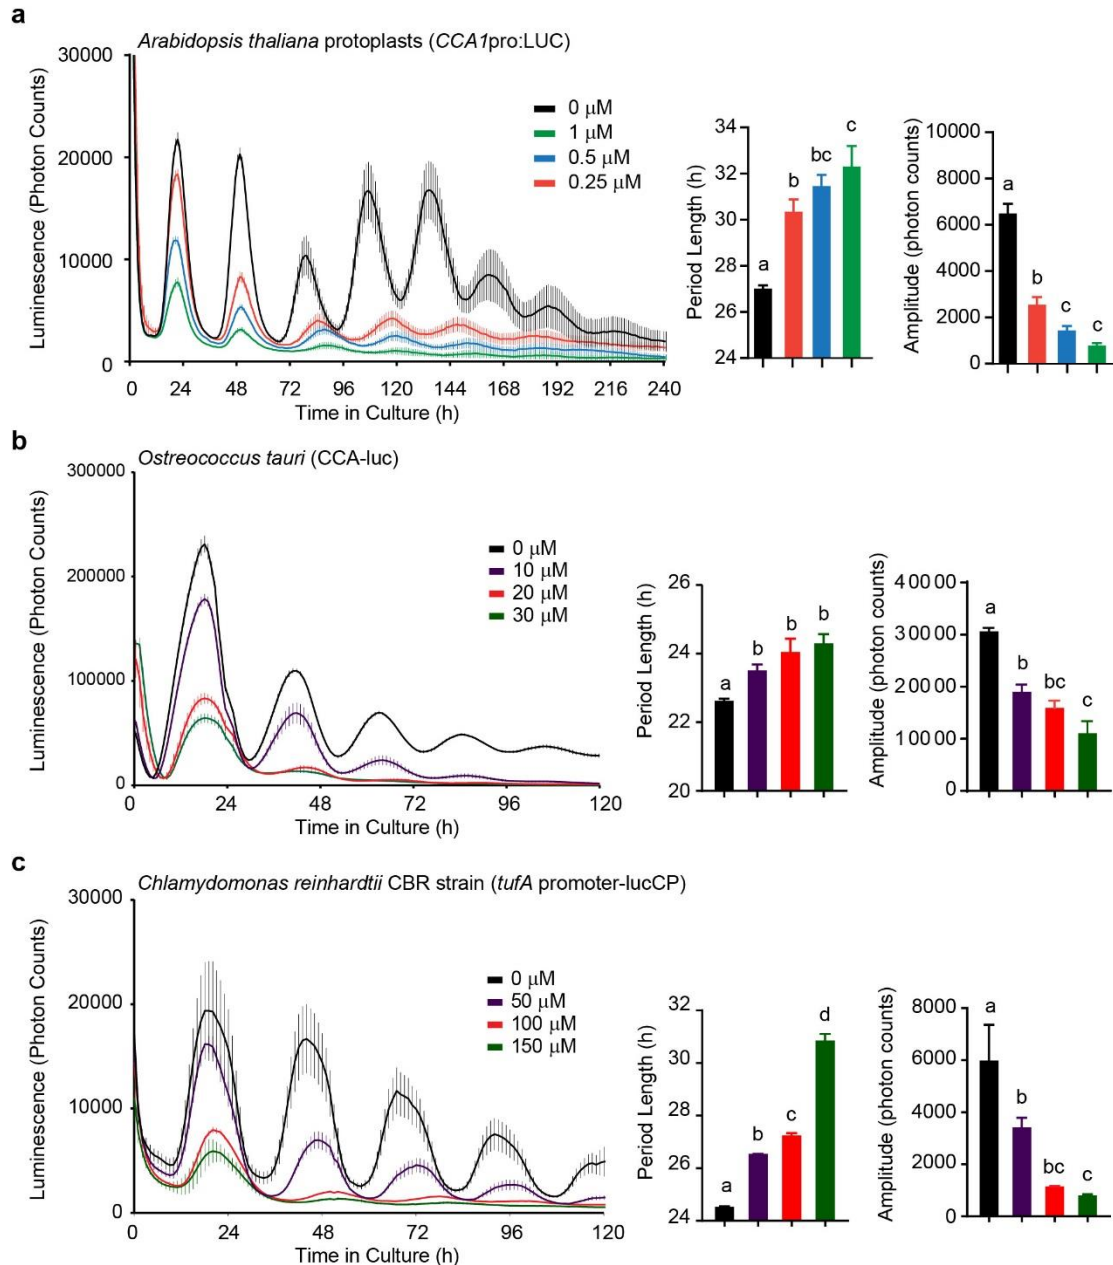 a
Arabidopsis thaliana protoplasts (CCA1pro:LUC)
Luminescence (Photon Counts)
30000
20000
10000
0
0 24 48 72 96 120 144 168 192 216 240
Time in Culture (h)
0 μM
1 μM
0.5 μM
0.25 μM
Period Length (h)
34
32
30
28
26
24
a
b
bc
c
Amplitude (photon counts)
10000
8000
6000
4000
2000
0
a
b
c
c
b
Ostreococcus tauri (CCA-luc)
Luminescence (Photon Counts)
300000
200000
100000
0
0 24 48 72 96 120
Time in Culture (h)
0 μM
10 μM
20 μM
30 μM
Period Length (h)
26
24
22
20
a
b
b
b
Amplitude (photon counts)
40000
30000
20000
10000
0
a
b
bc
c
c
Chlamydomonas reinhardtii CBR strain (tufA promoter-lucCP)
Luminescence (Photon Counts)
30000
20000
10000
0
0 24 48 72 96 120
Time in Culture (h)
0 μM
50 μM
100 μM
150 μM
Period Length (h)
32
30
28
26
24
a
b
c
d
Amplitude (photon counts)
8000
6000
4000
2000
0
a
b
bc
c